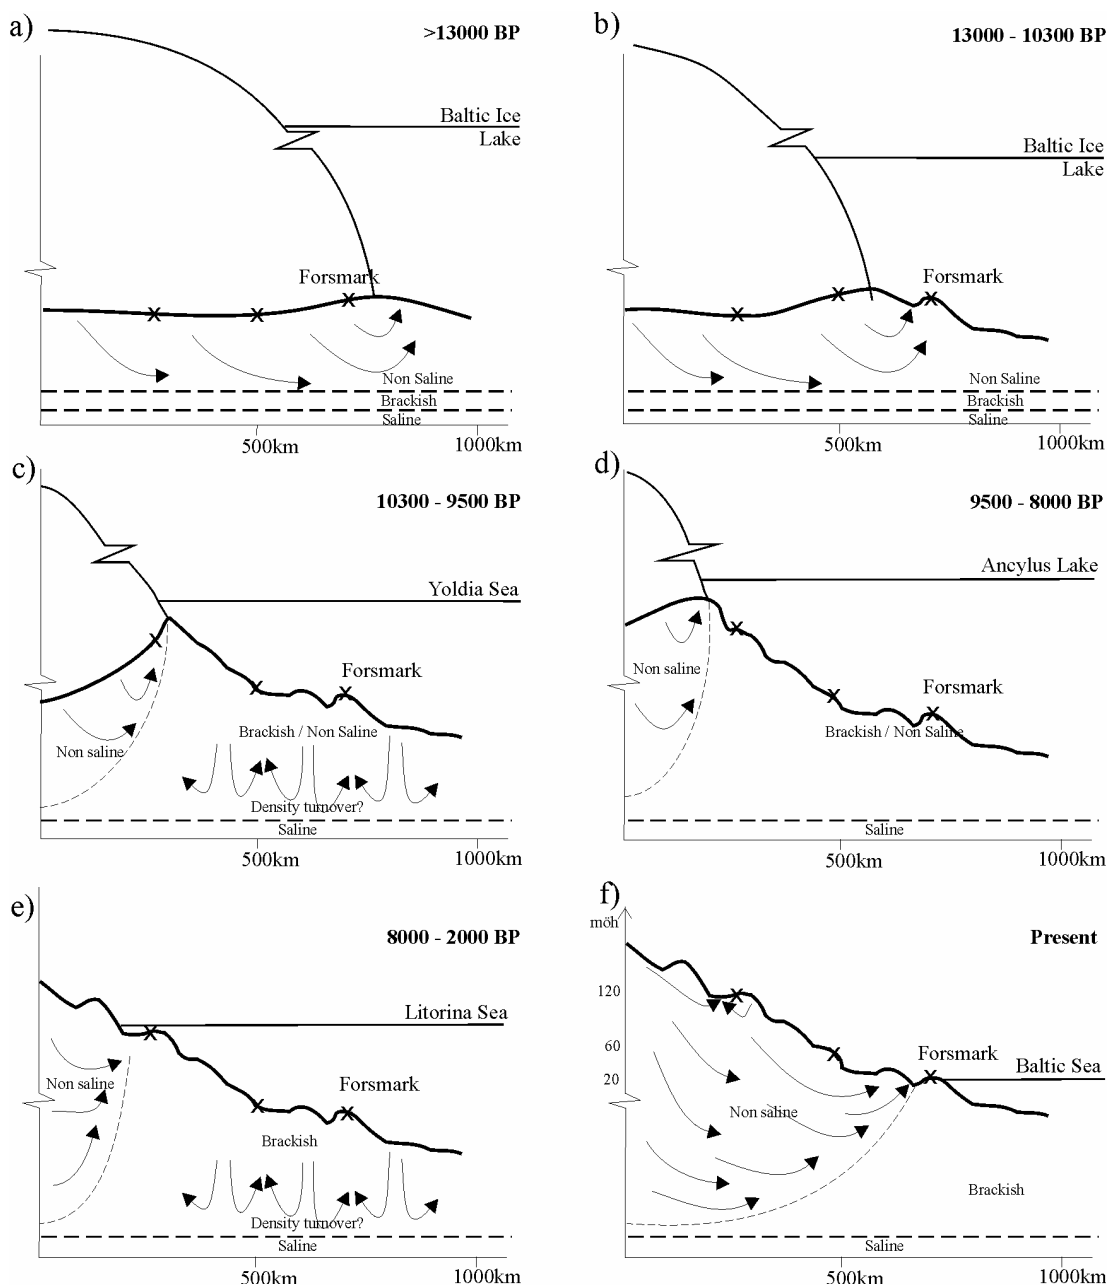 a)
>13000 BP
Baltic Ice
Lake
Forsmark
X X X
Non Saline
Brackish
Saline
500km 1000km
b)
13000 - 10300 BP
Baltic Ice
Lake
Forsmark
X X X
Non Saline
Brackish
Saline
500km 1000km
c)
10300 - 9500 BP
Yoldia Sea
Forsmark
X X X
Brackish / Non Saline
Non saline
Density turnover?
Saline
500km 1000km
d)
9500 - 8000 BP
Ancylus Lake
X X X
Non saline
Forsmark
Brackish / Non Saline
Saline
500km 1000km
e)
8000 - 2000 BP
Litorina Sea
X X X
Non saline
Forsmark
Brackish
Density turnover?
Saline
500km 1000km
f)
möh
Present
120
60
20
X X X
Forsmark
Baltic Sea
Non saline
Brackish
Saline
500km 1000km